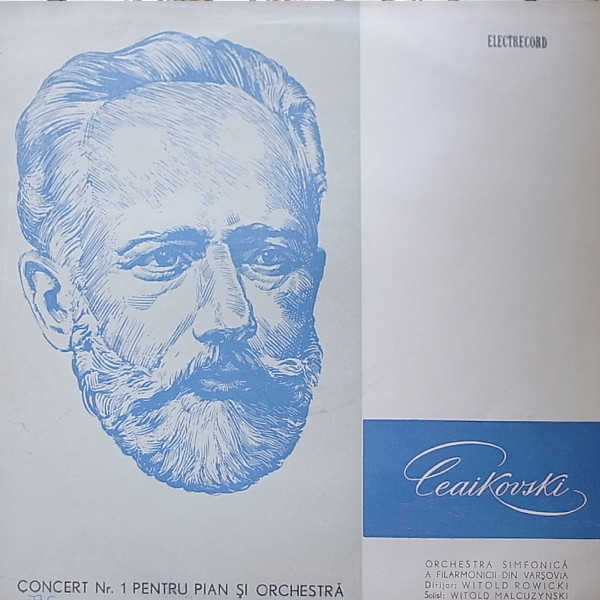 ELECTRECORD
Ceaikovski
ORCHESTRA SIMFONICĂ
A FILARMONICII DIN VARȘOVIA
Dirijor: WITOLD ROWICKI
Solist: WITOLD MALCUZYNSKI
CONCERT Nr. 1 PENTRU PIAN ȘI ORCHESTRĂ